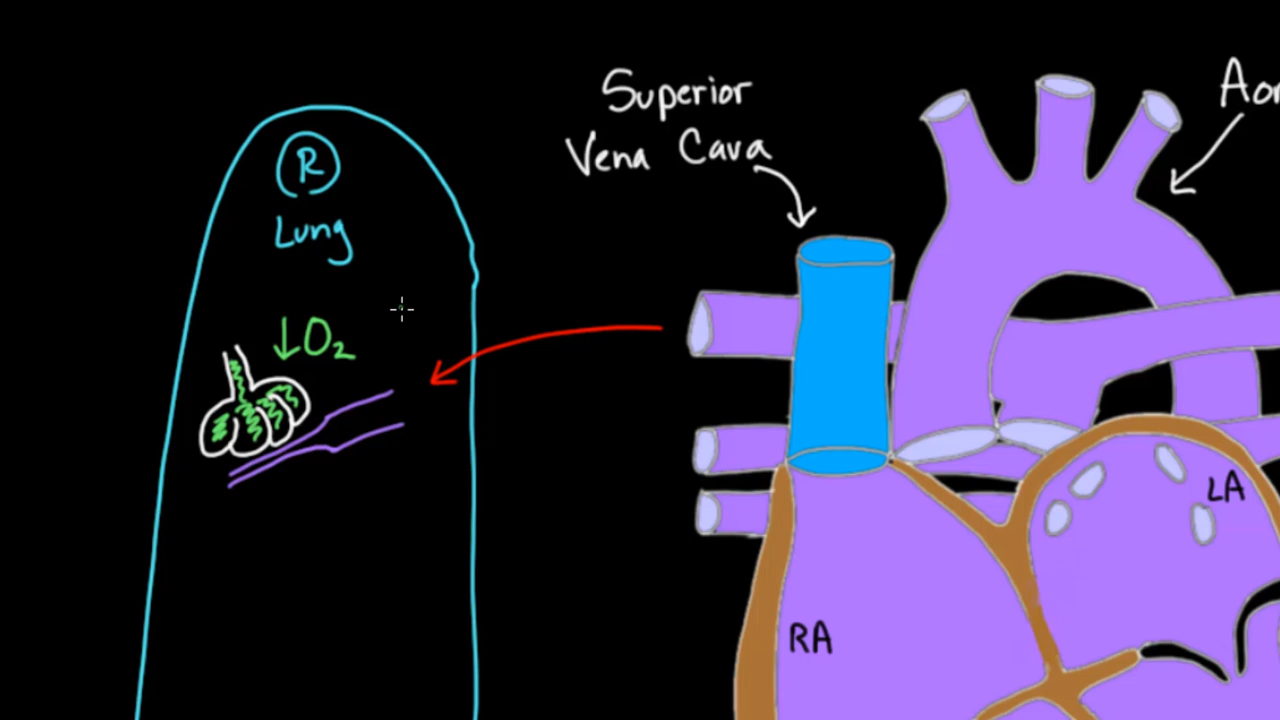 R
Lung
↓O₂
Superior
Vena Cava
Aor
LA
RA